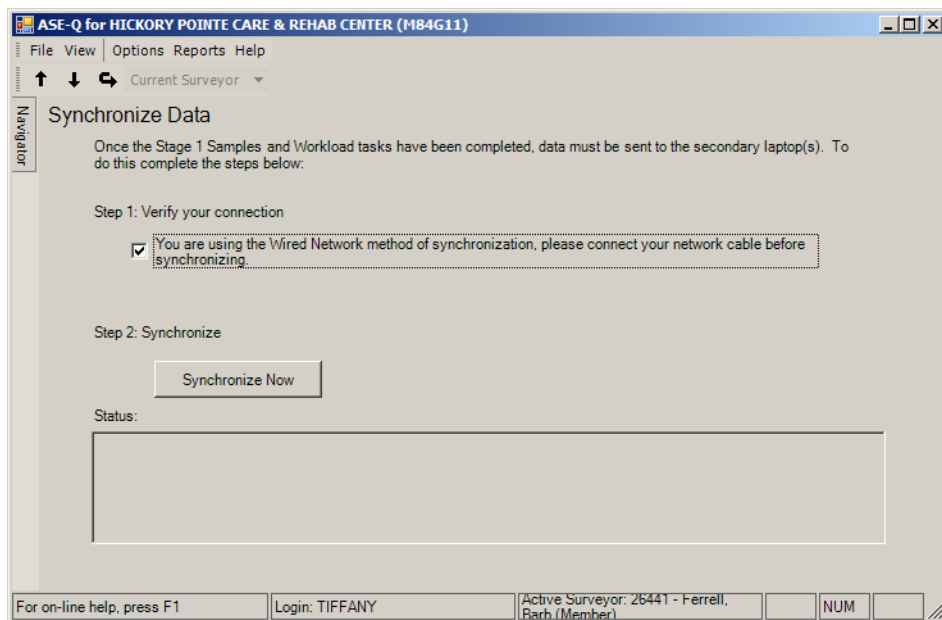 ASE-Q for HICKORY POINTE CARE & REHAB CENTER (M84G11)
File View Options Reports Help
Current Surveyor
Navigator
Synchronize Data
Once the Stage 1 Samples and Workload tasks have been completed, data must be sent to the secondary laptop(s). To
do this complete the steps below:
Step 1: Verify your connection
You are using the Wired Network method of synchronization, please connect your network cable before
synchronizing.
Step 2: Synchronize
Synchronize Now
Status:
For on-line help, press F1
Login: TIFFANY
Active Surveyor: 26441 - Ferrell,
Barb (Member)
NUM